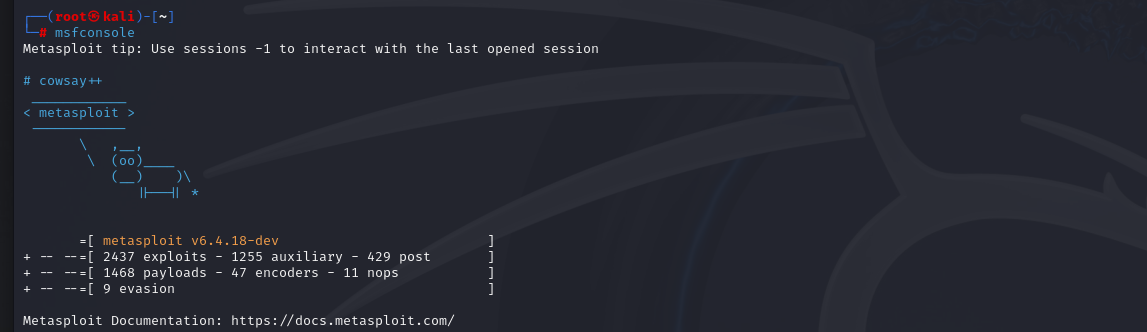 ┌──(root㉿kali)-[~]
└─# msfconsole
Metasploit tip: Use sessions -1 to interact with the last opened session

# cowsay++
 ____________
< metasploit >
 ------------
       \   ,__,
        \  (oo)____
           (__)    )\
              ||--|| *

       =[ metasploit v6.4.18-dev                          ]
+ -- --=[ 2437 exploits - 1255 auxiliary - 429 post       ]
+ -- --=[ 1468 payloads - 47 encoders - 11 nops           ]
+ -- --=[ 9 evasion                                       ]

Metasploit Documentation: https://docs.metasploit.com/